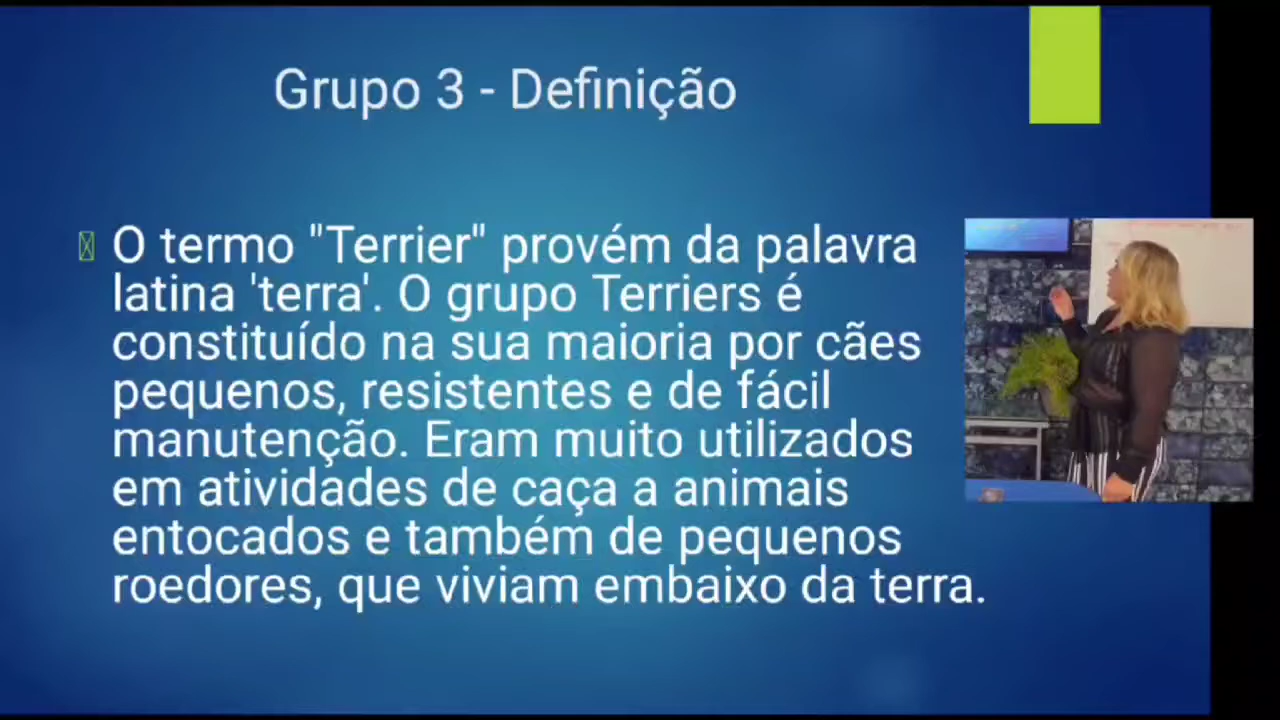 Grupo 3 - Definição
O termo "Terrier" provém da palavra
latina 'terra'. O grupo Terriers é
constituído na sua maioria por cães
pequenos, resistentes e de fácil
manutenção. Eram muito utilizados
em atividades de caça a animais
entocados e também de pequenos
roedores, que viviam embaixo da terra.